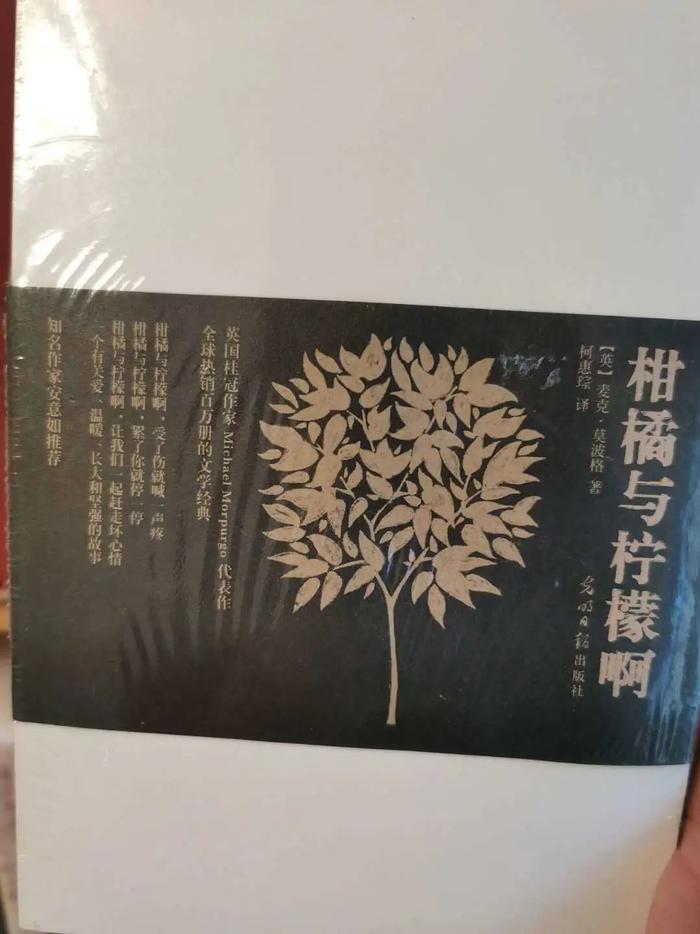 柑橘与柠檬啊
【英】麦克·莫波格 著
何惠琮 译
光明日报出版社
英国桂冠作家 Michael Morpurgo 代表作
全球热销百万册的文学经典
柑橘与柠檬啊，受了伤就喊一声疼
柑橘与柠檬啊，累了你就停一停
柑橘与柠檬啊，让我们一起赶走坏心情
一个有关爱、温暖、长大和坚强的故事
知名作家安意如推荐